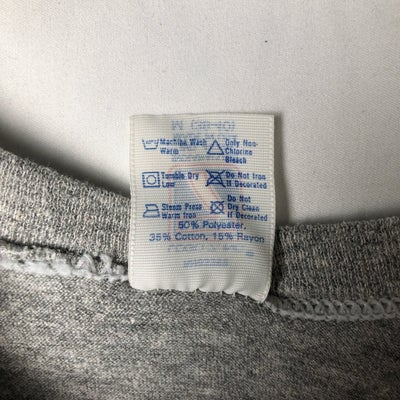 Machine Wash
Warm
Only Non-
Chlorine
Bleach
Tumble Dry
Low
Do Not Iron
If Decorated
Steam Press
Warm Iron
Do Not
Dry Clean
If Decorated
50% Polyester,
35% Cotton, 15% Rayon